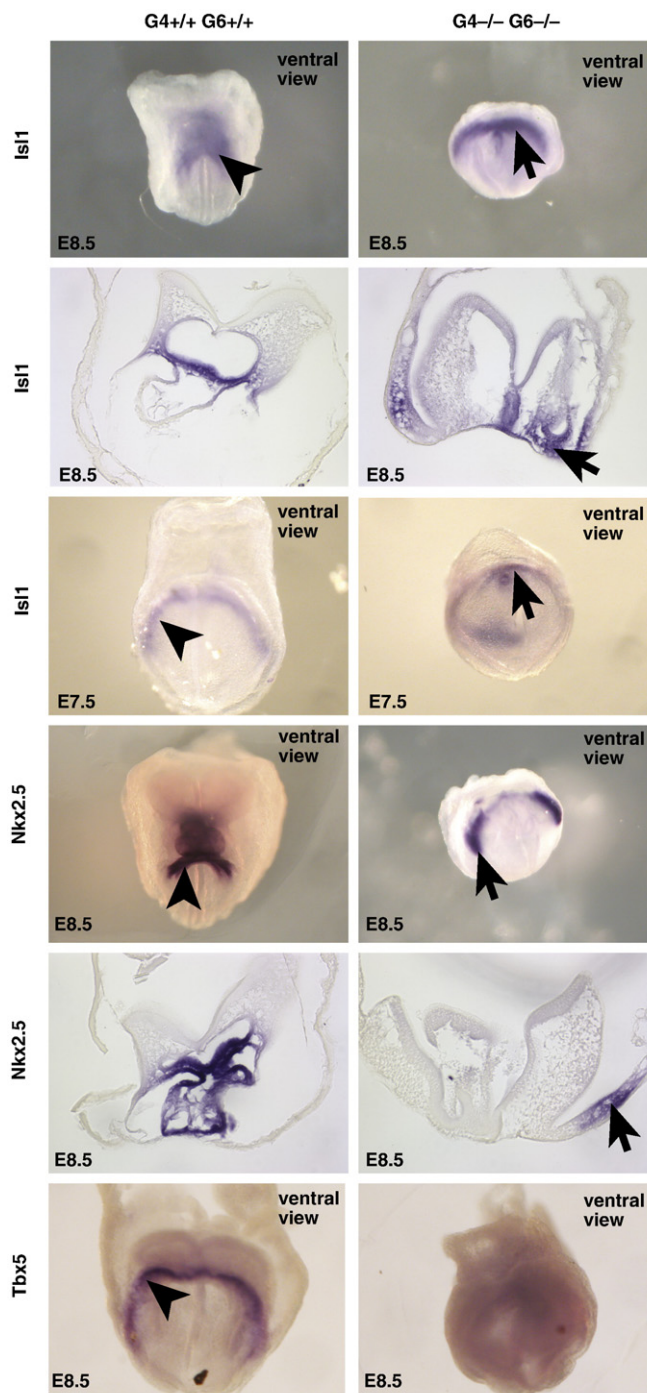 G4+/+ G6+/+
G4–/– G6–/–
Isl1
ventral
view
E8.5
ventral
view
E8.5
Isl1
E8.5
E8.5
Isl1
ventral
view
E7.5
ventral
view
E7.5
Nkx2.5
ventral
view
E8.5
ventral
view
E8.5
Nkx2.5
E8.5
E8.5
Tbx5
ventral
view
E8.5
ventral
view
E8.5